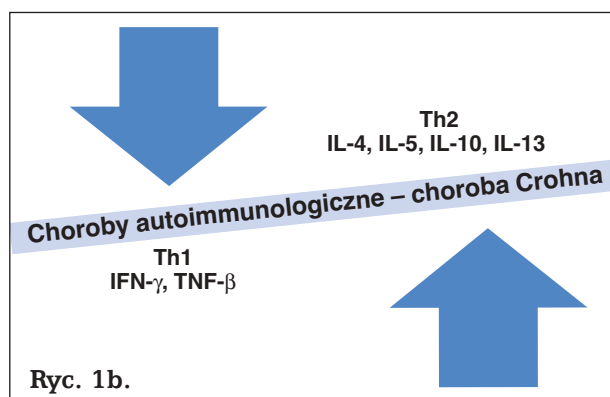 Th2
IL-4, IL-5, IL-10, IL-13
Choroby autoimmunologiczne – choroba Crohna
Th1
IFN-γ, TNF-β
Ryc. 1b.